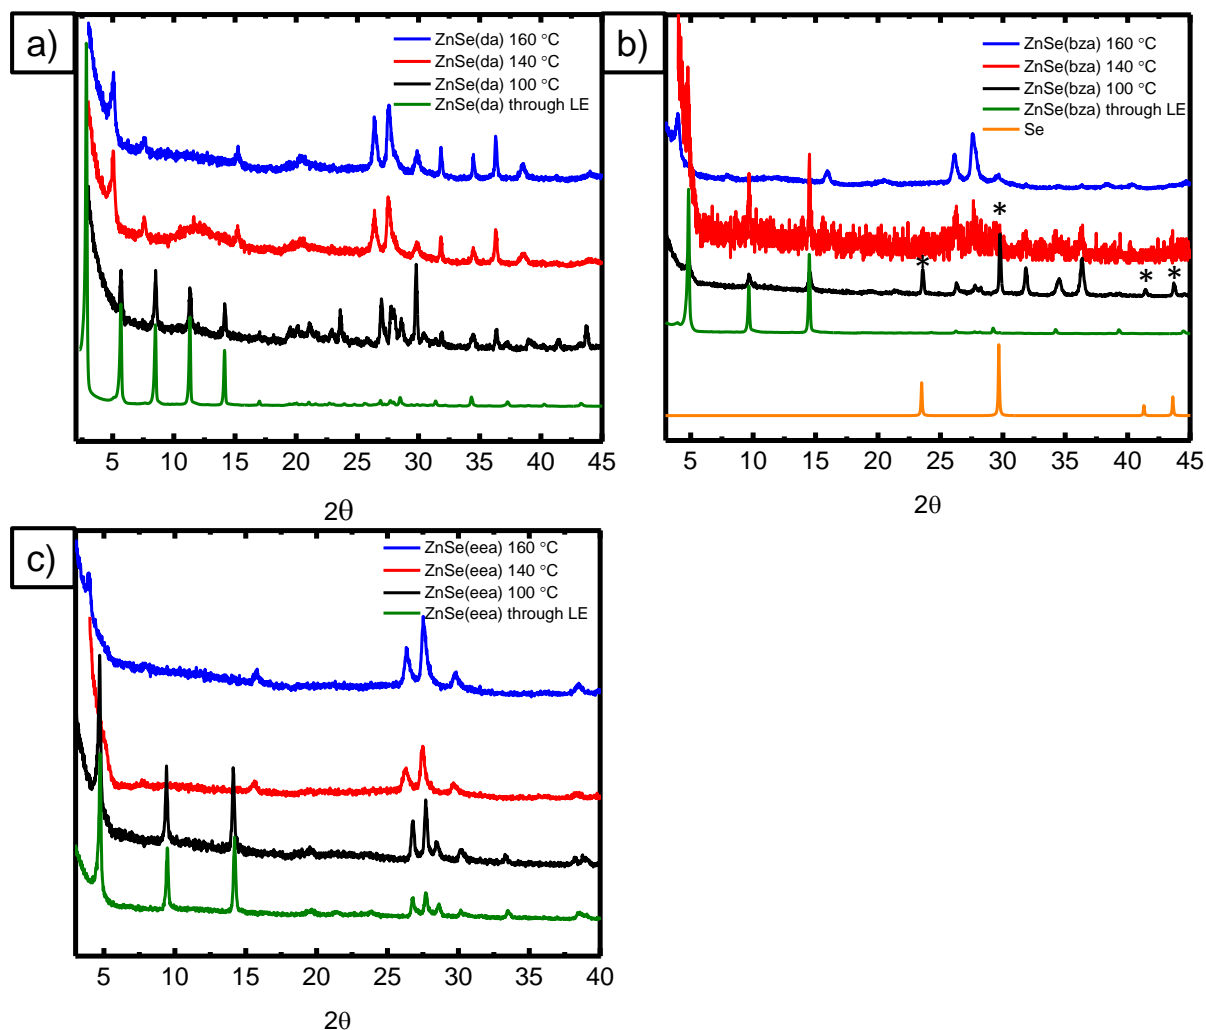 a)
ZnSe(da) 160 °C
ZnSe(da) 140 °C
ZnSe(da) 100 °C
ZnSe(da) through LE
5 10 15 20 25 30 35 40 45
2θ
b)
ZnSe(bza) 160 °C
ZnSe(bza) 140 °C
ZnSe(bza) 100 °C
ZnSe(bza) through LE
Se
*
*
* *
5 10 15 20 25 30 35 40 45
2θ
c)
ZnSe(eea) 160 °C
ZnSe(eea) 140 °C
ZnSe(eea) 100 °C
ZnSe(eea) through LE
5 10 15 20 25 30 35 40
2θ